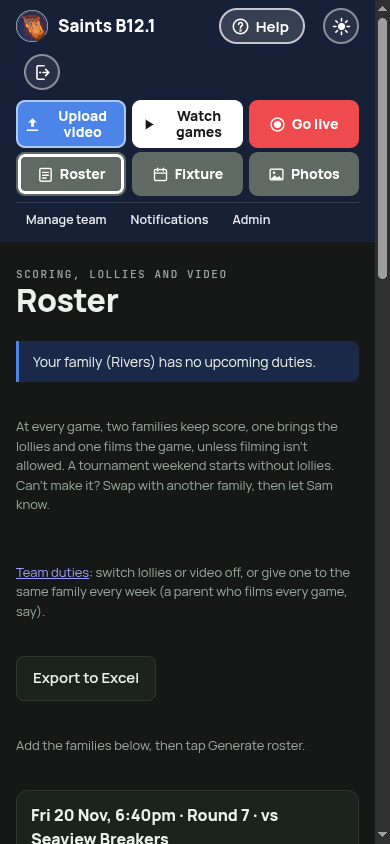 Saints B12.1
Help
Upload
video
Watch
games
Go live
Roster
Fixture
Photos
Manage team
Notifications
Admin
SCORING, LOLLIES AND VIDEO
Roster
Your family (Rivers) has no upcoming duties.
At every game, two families keep score, one brings the
lollies and one films the game, unless filming isn't
allowed. A tournament weekend starts without lollies.
Can't make it? Swap with another family, then let Sam
know.
Team duties: switch lollies or video off, or give one to the
same family every week (a parent who films every game,
say).
Export to Excel
Add the families below, then tap Generate roster.
Fri 20 Nov, 6:40pm · Round 7 · vs
Seaview Breakers